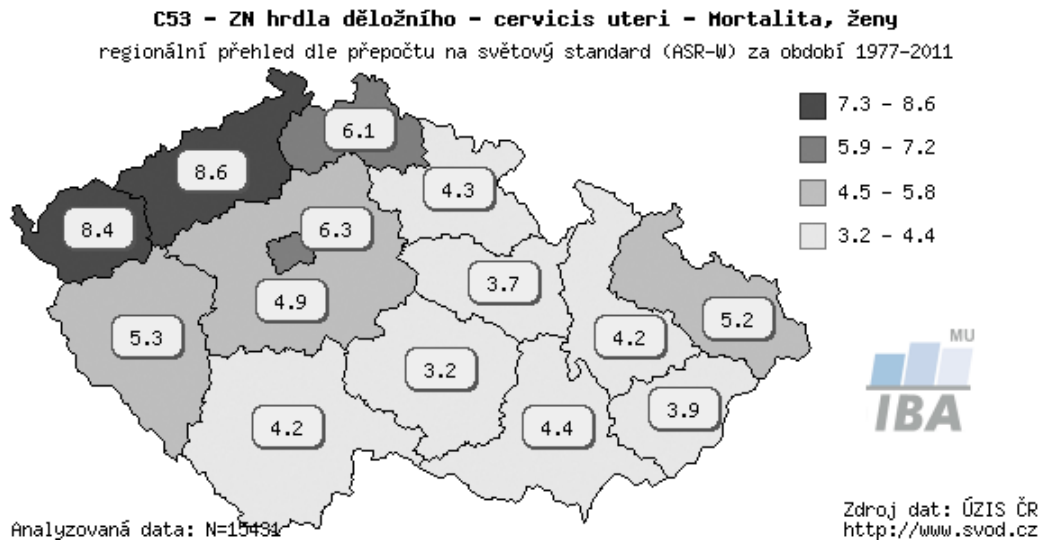 C53 - ZN hrdla děložního - cervicis uteri - Mortalita, ženy
regionální přehled dle přepočtu na světový standard (ASR-W) za období 1977-2011
7.3 - 8.6
5.9 - 7.2
4.5 - 5.8
3.2 - 4.4
6.1
8.6
4.3
8.4
6.3
3.7
4.9
5.2
5.3
4.2
3.2
3.9
4.2
4.4
MU
IBA
Analyzovaná data: N=15431
Zdroj dat: ÚZIS ČR
http://www.svod.cz